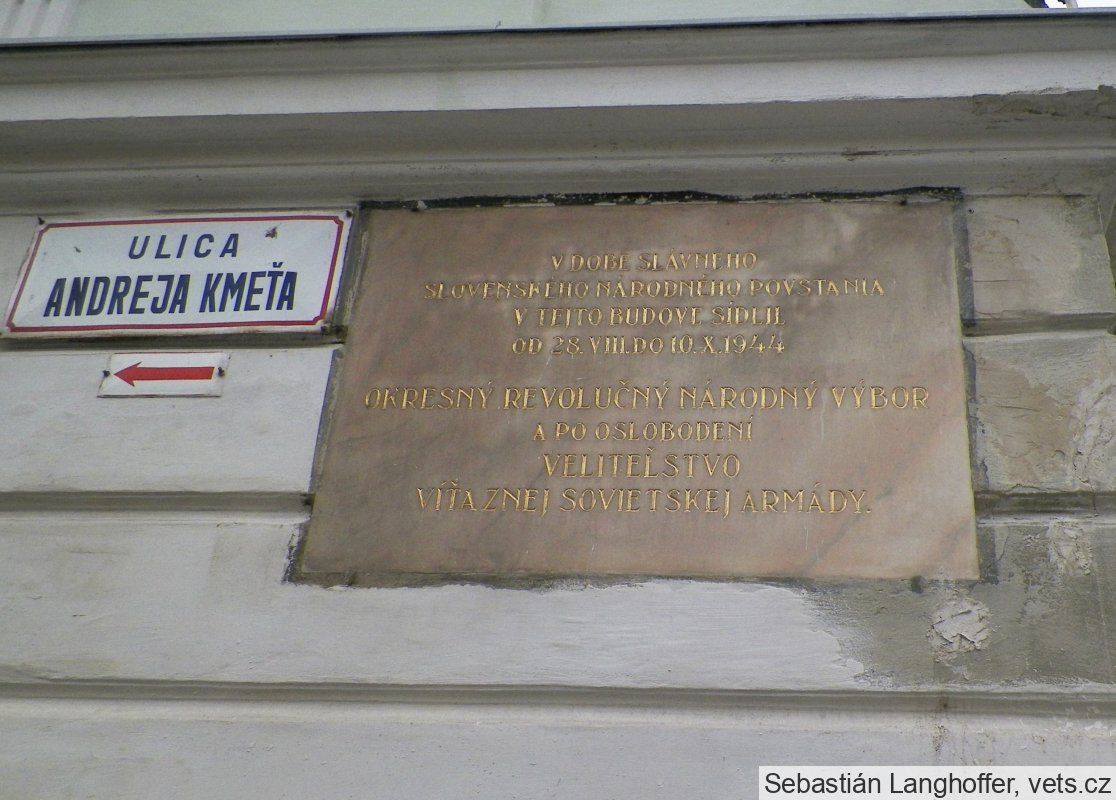 ULICA
ANDREJA KMEŤA
V DOBE SLÁVNEHO
SLOVENSKÉHO NÁRODNÉHO POVSTANIA
V TEJTO BUDOVE SÍDLIL
OD 28.VIII.DO 10.X.1944
OKRESNÝ REVOLUČNÝ NÁRODNÝ VÝBOR
A PO OSLOBODENÍ
VELITEĽSTVO
VÍŤAZNEJ SOVIETSKEJ ARMÁDY.
Sebastián Langhoffer, vets.cz